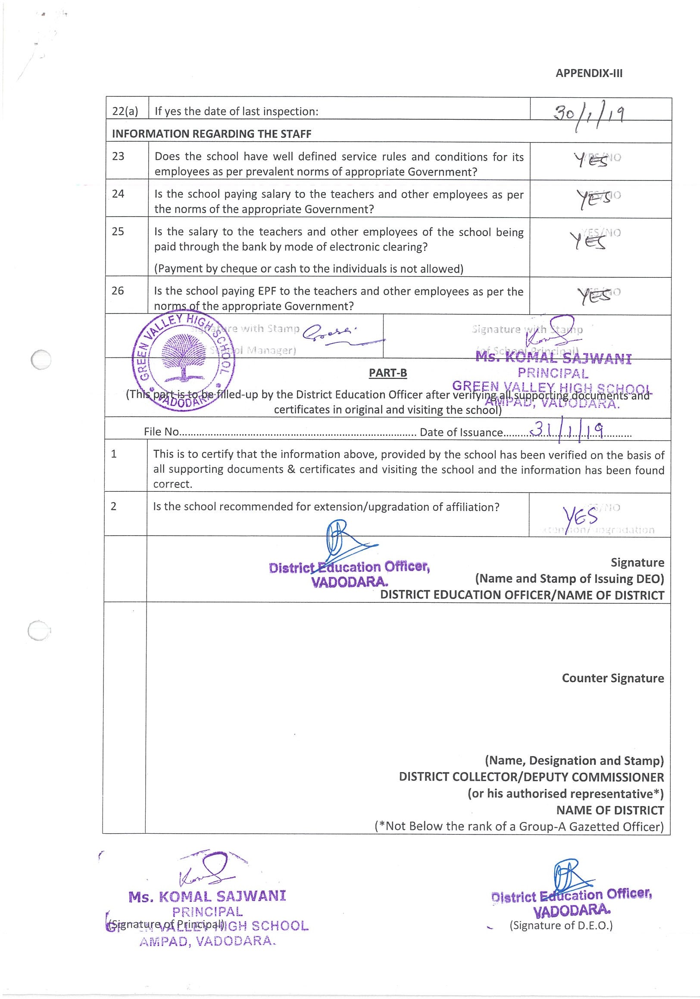 APPENDIX-III
22(a) If yes the date of last inspection: 30/1/19
INFORMATION REGARDING THE STAFF
23 Does the school have well defined service rules and conditions for its YES/NO YES
employees as per prevalent norms of appropriate Government?
24 Is the school paying salary to the teachers and other employees as per YES/NO YES
the norms of the appropriate Government?
25 Is the salary to the teachers and other employees of the school being YES/NO YES
paid through the bank by mode of electronic clearing?
(Payment by cheque or cash to the individuals is not allowed)
26 Is the school paying EPF to the teachers and other employees as per the YES/NO YES
norms of the appropriate Government?
GREEN VALLEY HIGH SCHOOL
VADODARA
Signature with Stamp
School Manager)
Signature with Stamp
(of School Principal)
Ms. KOMAL SAJWANI
PRINCIPAL
GREEN VALLEY HIGH SCHOOL
AMPAD, VADODARA.
PART-B
(This part is to be filled-up by the District Education Officer after verifying all supporting documents and
certificates in original and visiting the school)
File No.................................................................................. Date of Issuance.........31/1/19..........
1 This is to certify that the information above, provided by the school has been verified on the basis of
all supporting documents & certificates and visiting the school and the information has been found
correct.
2 Is the school recommended for extension/upgradation of affiliation? YES/NO YES
extension/upgradation
District Education Officer,
VADODARA.
Signature
(Name and Stamp of Issuing DEO)
DISTRICT EDUCATION OFFICER/NAME OF DISTRICT
Counter Signature
(Name, Designation and Stamp)
DISTRICT COLLECTOR/DEPUTY COMMISSIONER
(or his authorised representative*)
NAME OF DISTRICT
(*Not Below the rank of a Group-A Gazetted Officer)
Ms. KOMAL SAJWANI
PRINCIPAL
(Signature of Principal)
GREEN VALLEY HIGH SCHOOL
AMPAD, VADODARA.
District Education Officer,
VADODARA.
(Signature of D.E.O.)